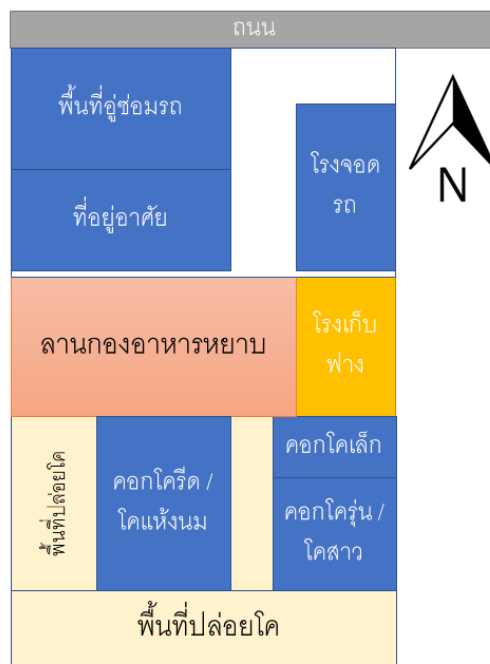 ถนน
พื้นที่อู่ซ่อมรถ
โรงจอด
รถ
N
ที่อยู่อาศัย
ลานกองอาหารหยาบ
โรงเก็บ
ฟาง
พื้นที่ปล่อยโค
คอกโครีด /
โคแห้งนม
คอกโคเล็ก
คอกโครุ่น /
โคสาว
พื้นที่ปล่อยโค